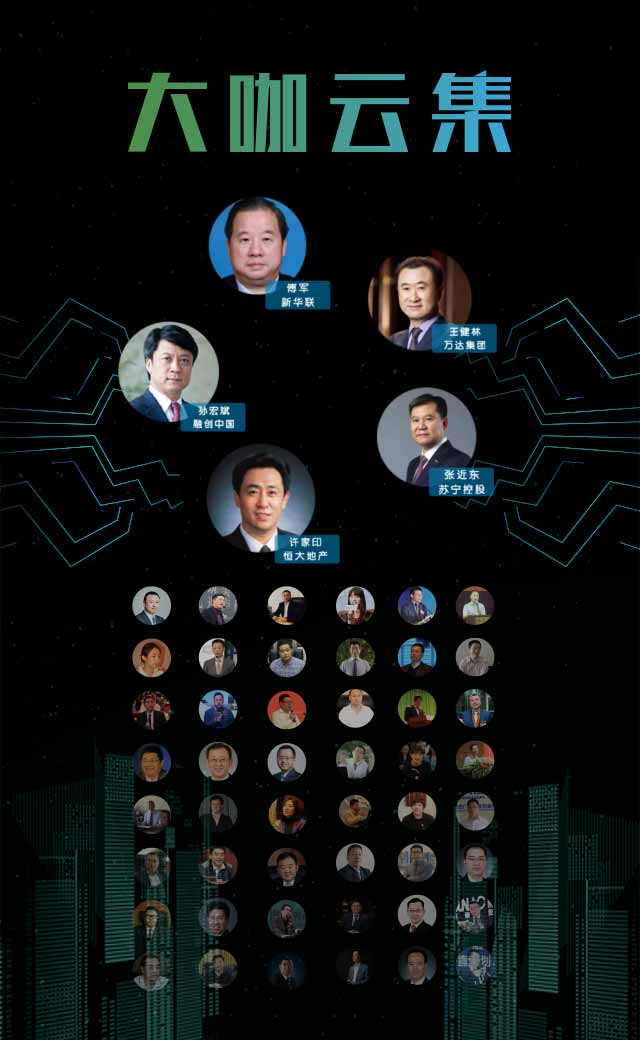 大咖云集
傅军
新华联
王健林
万达集团
孙宏斌
融创中国
张近东
苏宁控股
许家印
恒大地产